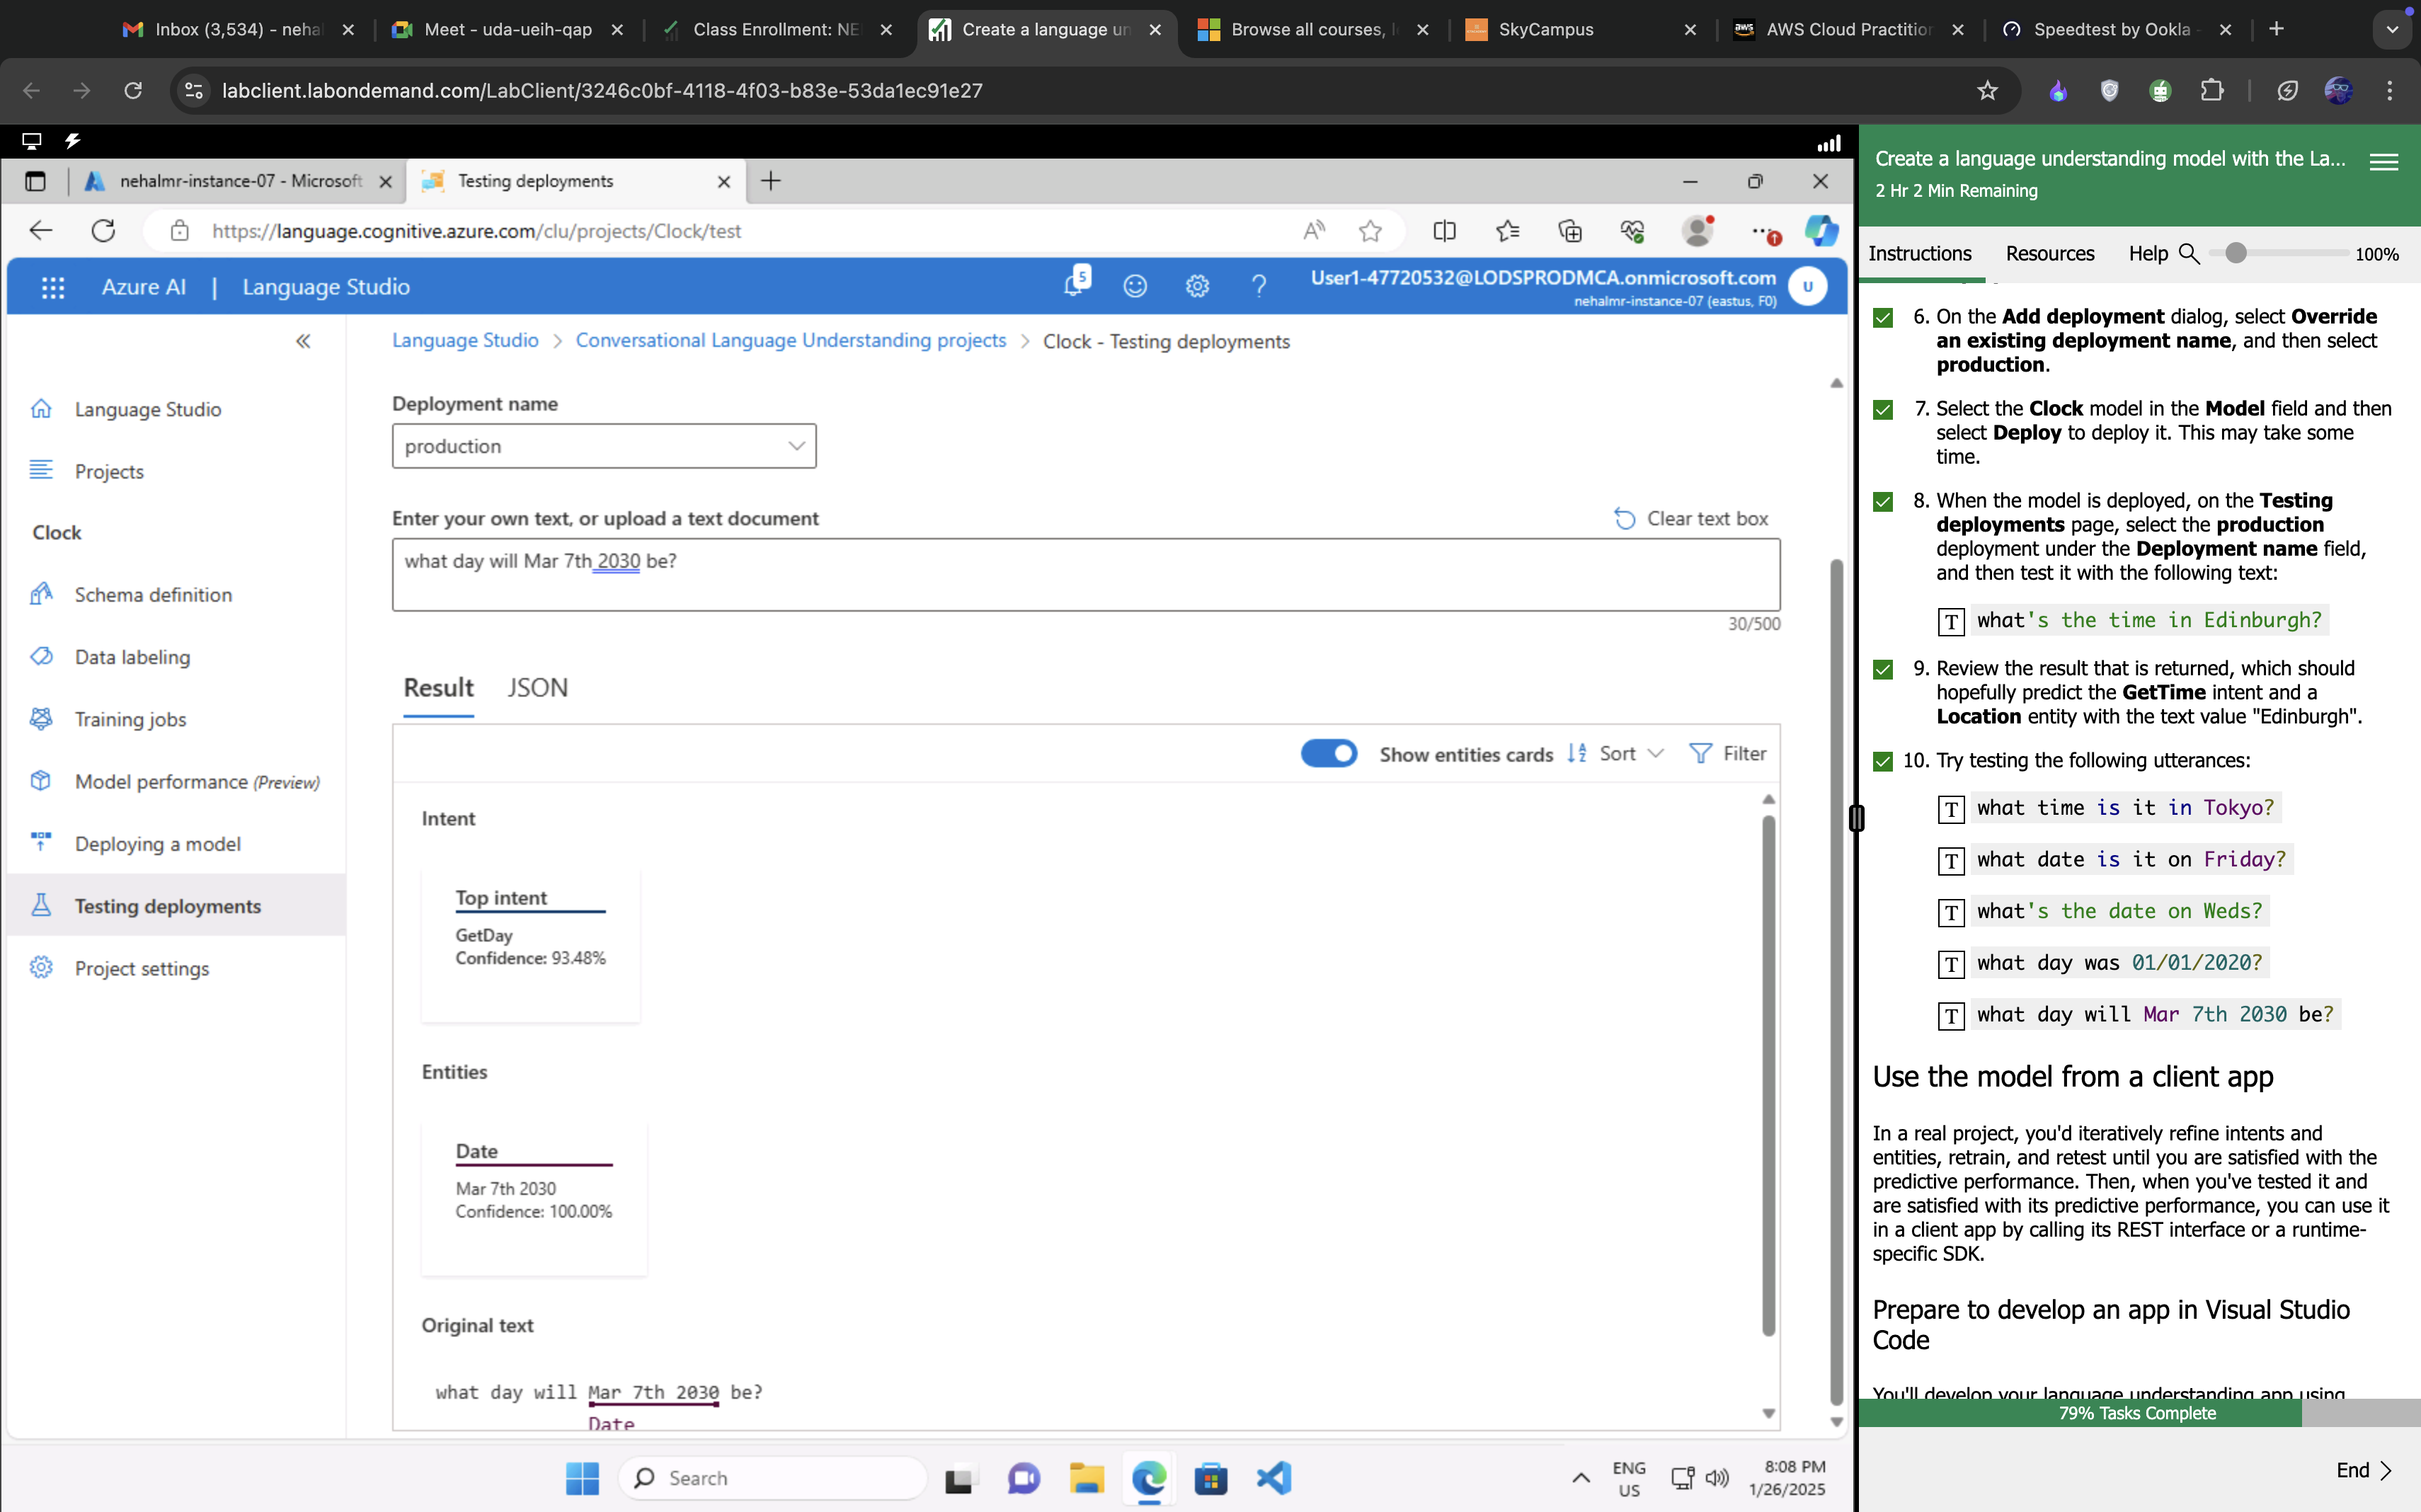 Inbox (3,534) - neha
Meet - uda-ueih-qap
Class Enrollment: NE
Create a language un
Browse all courses, l
SkyCampus
AWS Cloud Practition
Speedtest by Ookla -
labclient.labondemand.com/LabClient/3246c0bf-4118-4f03-b83e-53da1ec91e27
nehalmr-instance-07 - Microsoft
Testing deployments
https://language.cognitive.azure.com/clu/projects/Clock/test
Azure AI | Language Studio
5
User1-47720532@LODSPRODMCA.onmicrosoft.com
nehalmr-instance-07 (eastus, F0)
U
Language Studio
Projects
Clock
Schema definition
Data labeling
Training jobs
Model performance (Preview)
Deploying a model
Testing deployments
Project settings
Language Studio > Conversational Language Understanding projects > Clock - Testing deployments
Deployment name
production
Enter your own text, or upload a text document
Clear text box
what day will Mar 7th 2030 be?
30/500
Result
JSON
Show entities cards
Sort
Filter
Intent
Top intent
GetDay
Confidence: 93.48%
Entities
Date
Mar 7th 2030
Confidence: 100.00%
Original text
what day will Mar 7th 2030 be?
Date
Search
ENG
US
8:08 PM
1/26/2025
Create a language understanding model with the La...
2 Hr 2 Min Remaining
Instructions
Resources
Help
100%
6. On the Add deployment dialog, select Override
an existing deployment name, and then select
production.
7. Select the Clock model in the Model field and then
select Deploy to deploy it. This may take some
time.
8. When the model is deployed, on the Testing
deployments page, select the production
deployment under the Deployment name field,
and then test it with the following text:
T what's the time in Edinburgh?
9. Review the result that is returned, which should
hopefully predict the GetTime intent and a
Location entity with the text value "Edinburgh".
10. Try testing the following utterances:
T what time is it in Tokyo?
T what date is it on Friday?
T what's the date on Weds?
T what day was 01/01/2020?
T what day will Mar 7th 2030 be?
Use the model from a client app
In a real project, you'd iteratively refine intents and
entities, retrain, and retest until you are satisfied with the
predictive performance. Then, when you've tested it and
are satisfied with its predictive performance, you can use it
in a client app by calling its REST interface or a runtime-
specific SDK.
Prepare to develop an app in Visual Studio
Code
You'll develop your language understanding app using
79% Tasks Complete
End